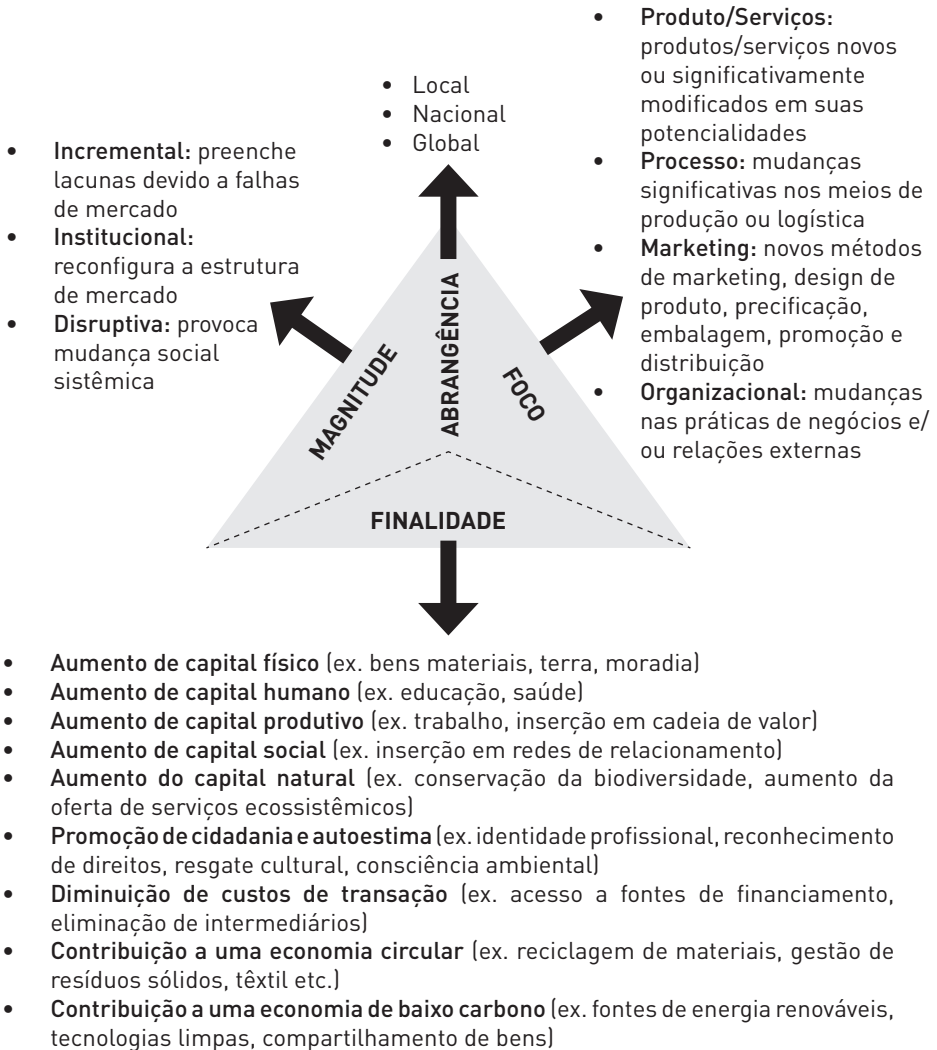 • Local
• Nacional
• Global
• Incremental: preenche
lacunas devido a falhas
de mercado
• Institucional:
reconfigura a estrutura
de mercado
• Disruptiva: provoca
mudança social
sistêmica
• Produto/Serviços:
produtos/serviços novos
ou significativamente
modificados em suas
potencialidades
• Processo: mudanças
significativas nos meios de
produção ou logística
• Marketing: novos métodos
de marketing, design de
produto, precificação,
embalagem, promoção e
distribuição
• Organizacional: mudanças
nas práticas de negócios e/
ou relações externas
MAGNITUDE
ABRANGÊNCIA
FOCO
FINALIDADE
• Aumento de capital físico (ex. bens materiais, terra, moradia)
• Aumento de capital humano (ex. educação, saúde)
• Aumento de capital produtivo (ex. trabalho, inserção em cadeia de valor)
• Aumento de capital social (ex. inserção em redes de relacionamento)
• Aumento do capital natural (ex. conservação da biodiversidade, aumento da
oferta de serviços ecossistêmicos)
• Promoção de cidadania e autoestima (ex. identidade profissional, reconhecimento
de direitos, resgate cultural, consciência ambiental)
• Diminuição de custos de transação (ex. acesso a fontes de financiamento,
eliminação de intermediários)
• Contribuição a uma economia circular (ex. reciclagem de materiais, gestão de
resíduos sólidos, têxtil etc.)
• Contribuição a uma economia de baixo carbono (ex. fontes de energia renováveis,
tecnologias limpas, compartilhamento de bens)